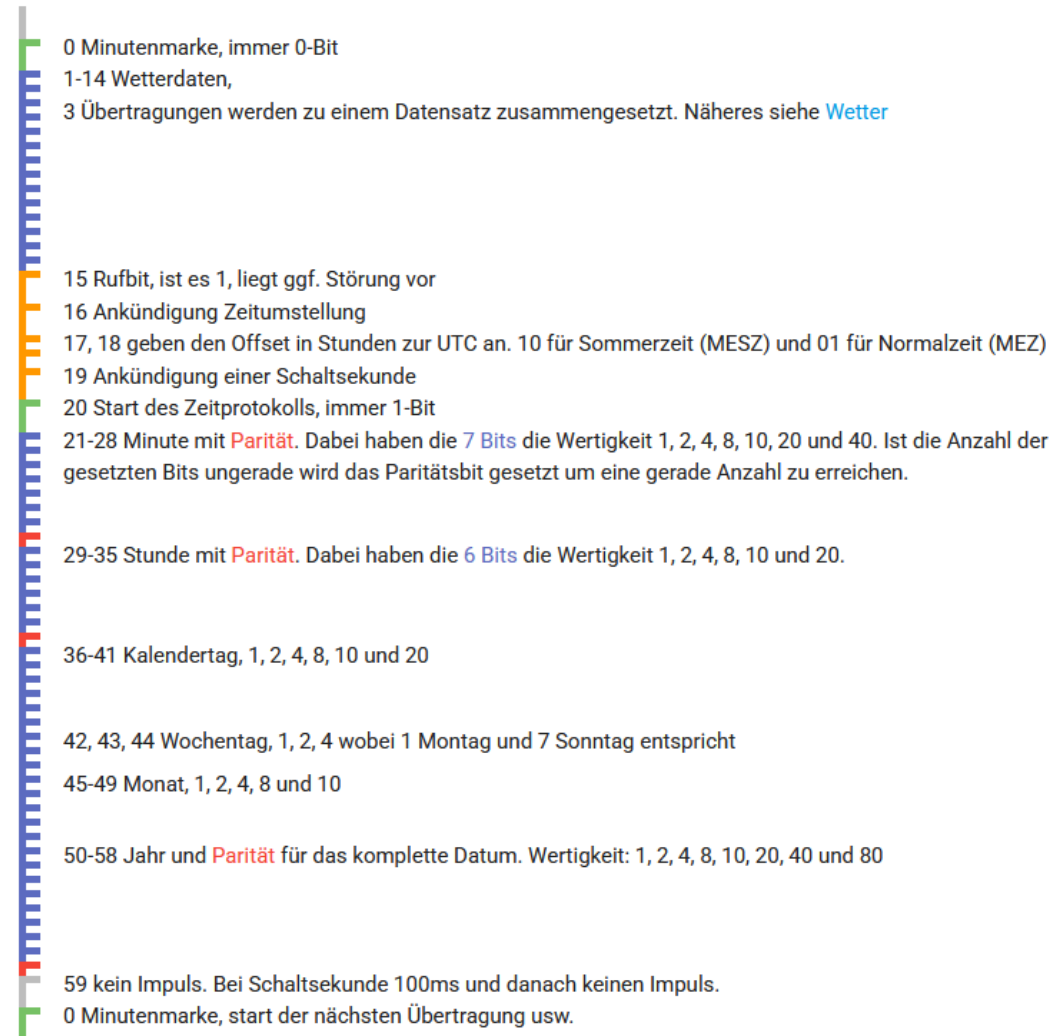 0 Minutenmarke, immer 0-Bit
1-14 Wetterdaten,
3 Übertragungen werden zu einem Datensatz zusammengesetzt. Näheres siehe Wetter
15 Rufbit, ist es 1, liegt ggf. Störung vor
16 Ankündigung Zeitumstellung
17, 18 geben den Offset in Stunden zur UTC an. 10 für Sommerzeit (MESZ) und 01 für Normalzeit (MEZ)
19 Ankündigung einer Schaltsekunde
20 Start des Zeitprotokolls, immer 1-Bit
21-28 Minute mit Parität. Dabei haben die 7 Bits die Wertigkeit 1, 2, 4, 8, 10, 20 und 40. Ist die Anzahl der
gesetzten Bits ungerade wird das Paritätsbit gesetzt um eine gerade Anzahl zu erreichen.
29-35 Stunde mit Parität. Dabei haben die 6 Bits die Wertigkeit 1, 2, 4, 8, 10 und 20.
36-41 Kalendertag, 1, 2, 4, 8, 10 und 20
42, 43, 44 Wochentag, 1, 2, 4 wobei 1 Montag und 7 Sonntag entspricht
45-49 Monat, 1, 2, 4, 8 und 10
50-58 Jahr und Parität für das komplette Datum. Wertigkeit: 1, 2, 4, 8, 10, 20, 40 und 80
59 kein Impuls. Bei Schaltsekunde 100ms und danach keinen Impuls.
0 Minutenmarke, start der nächsten Übertragung usw.